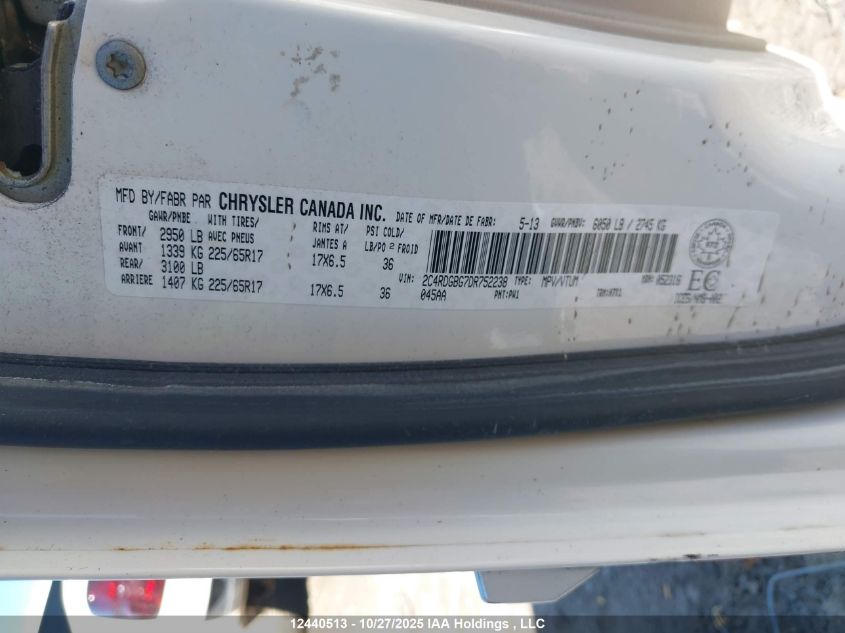 MFD BY/FABR PAR CHRYSLER CANADA INC. DATE OF MFR/DATE DE FABR: 5-13 GVWR/PNBV: 6050 LB / 2745 KG
GAWR/PNBE WITH TIRES/ RIMS AT/ PSI COLD/
FRONT/ 2950 LB AVEC PNEUS JANTES A LB/PO² FROID
AVANT 1339 KG 225/65R17 17X6.5 36
REAR/ 3100 LB
ARRIERE 1407 KG 225/65R17 17X6.5 36
VIN: 2C4RDGBG7DR752238 TYPE: MPV/VTUM
045AA PNT:PW1
EC
12440513 - 10/27/2025 IAA Holdings , LLC